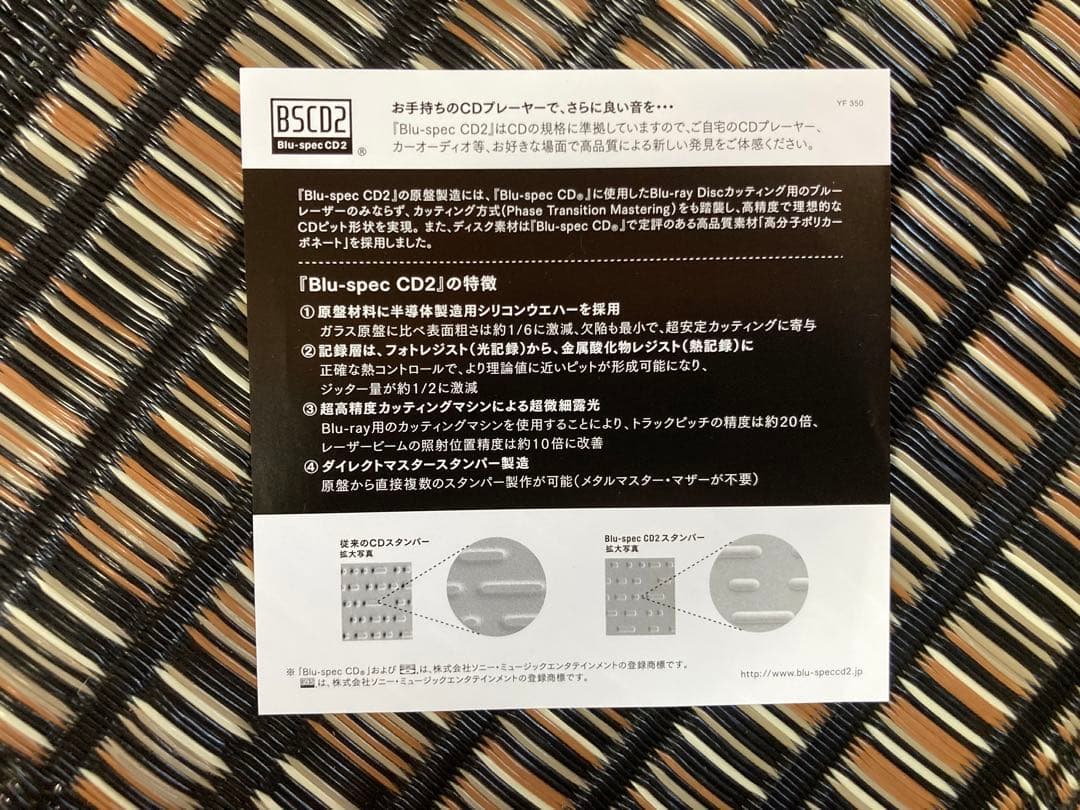 BSCD2
Blu-spec CD2
®
お手持ちのCDプレーヤーで、さらに良い音を・・・
YF 350
『Blu-spec CD2』はCDの規格に準拠していますので、ご自宅のCDプレーヤー、
カーオーディオ等、お好きな場面で高品質による新しい発見をご体感ください。
『Blu-spec CD2』の原盤製造には、『Blu-spec CD®』に使用したBlu-ray Discカッティング用のブルー
レーザーのみならず、カッティング方式(Phase Transition Mastering)をも踏襲し、高精度で理想的な
CDピット形状を実現。また、ディスク素材は『Blu-spec CD®』で定評のある高品質素材「高分子ポリカー
ボネート」を採用しました。
『Blu-spec CD2』の特徴
① 原盤材料に半導体製造用シリコンウエハーを採用
ガラス原盤に比べ表面粗さは約1/6に激減、欠陥も最小で、超安定カッティングに寄与
② 記録層は、フォトレジスト(光記録)から、金属酸化物レジスト(熱記録)に
正確な熱コントロールで、より理論値に近いピットが形成可能になり、
ジッター量が約1/2に激減
③ 超高精度カッティングマシンによる超微細露光
Blu-ray用のカッティングマシンを使用することにより、トラックピッチの精度は約20倍、
レーザービームの照射位置精度は約10倍に改善
④ ダイレクトマスタースタンパー製造
原盤から直接複数のスタンパー製作が可能(メタルマスター・マザーが不要)
従来のCDスタンパー
拡大写真
Blu-spec CD2スタンパー
拡大写真
※「Blu-spec CD®」および は、株式会社ソニー・ミュージックエンタテインメントの登録商標です。
は、株式会社ソニー・ミュージックエンタテインメントの登録商標です。
http://www.blu-speccd2.jp